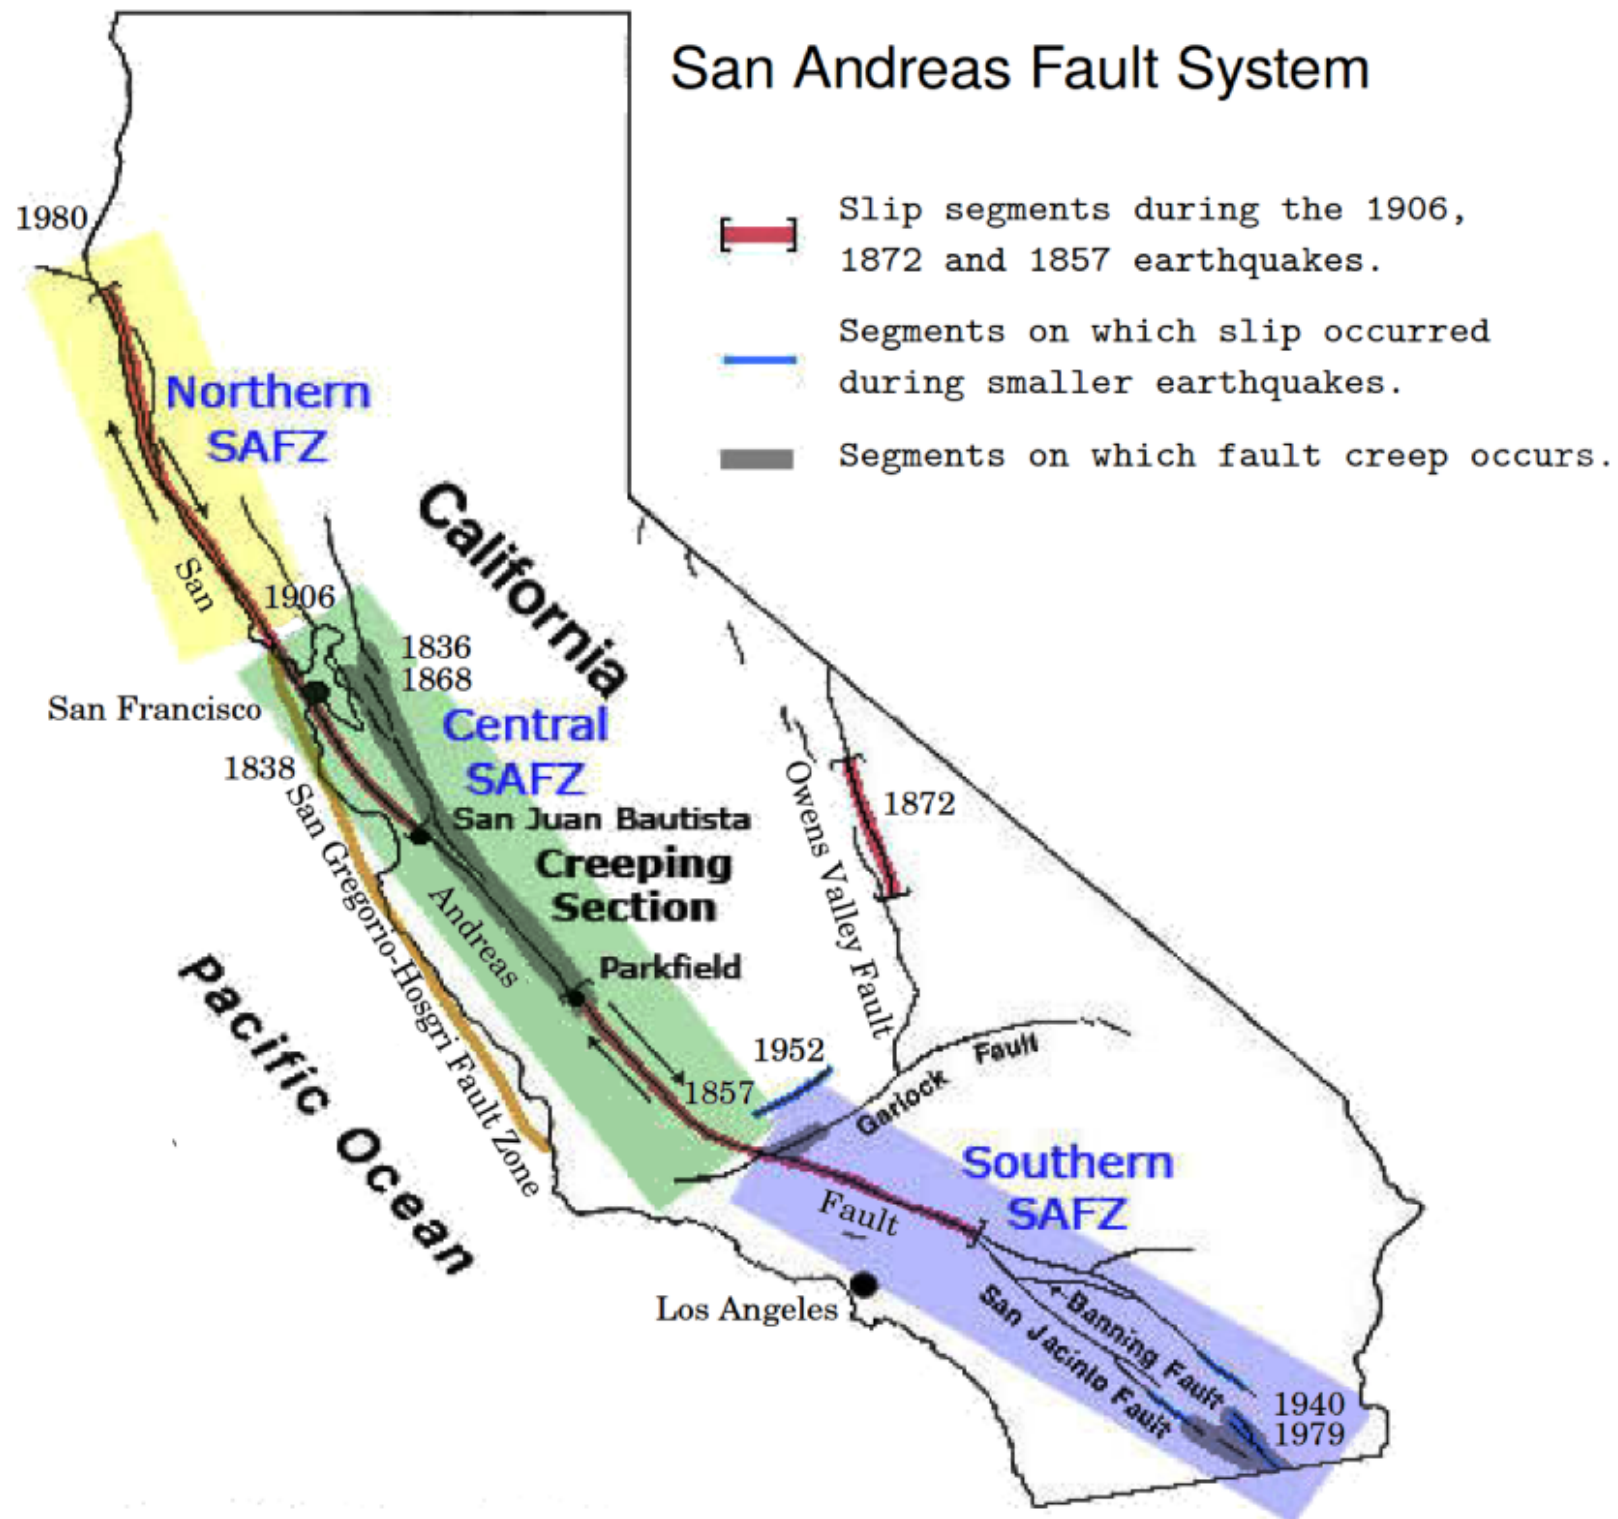 San Andreas Fault System
Slip segments during the 1906,
1872 and 1857 earthquakes.
Segments on which slip occurred
during smaller earthquakes.
Segments on which fault creep occurs.
1980
Northern
SAFZ
California
San
1906
1836
1868
San Francisco
Central
SAFZ
1838
San Juan Bautista
Creeping
Section
Andreas
San Gregorio-Hosgri Fault Zone
Parkfield
Pacific Ocean
Owens Valley Fault
1872
1952
1857
Garlock Fault
Southern
SAFZ
Fault
Los Angeles
Banning Fault
San Jacinto Fault
1940
1979